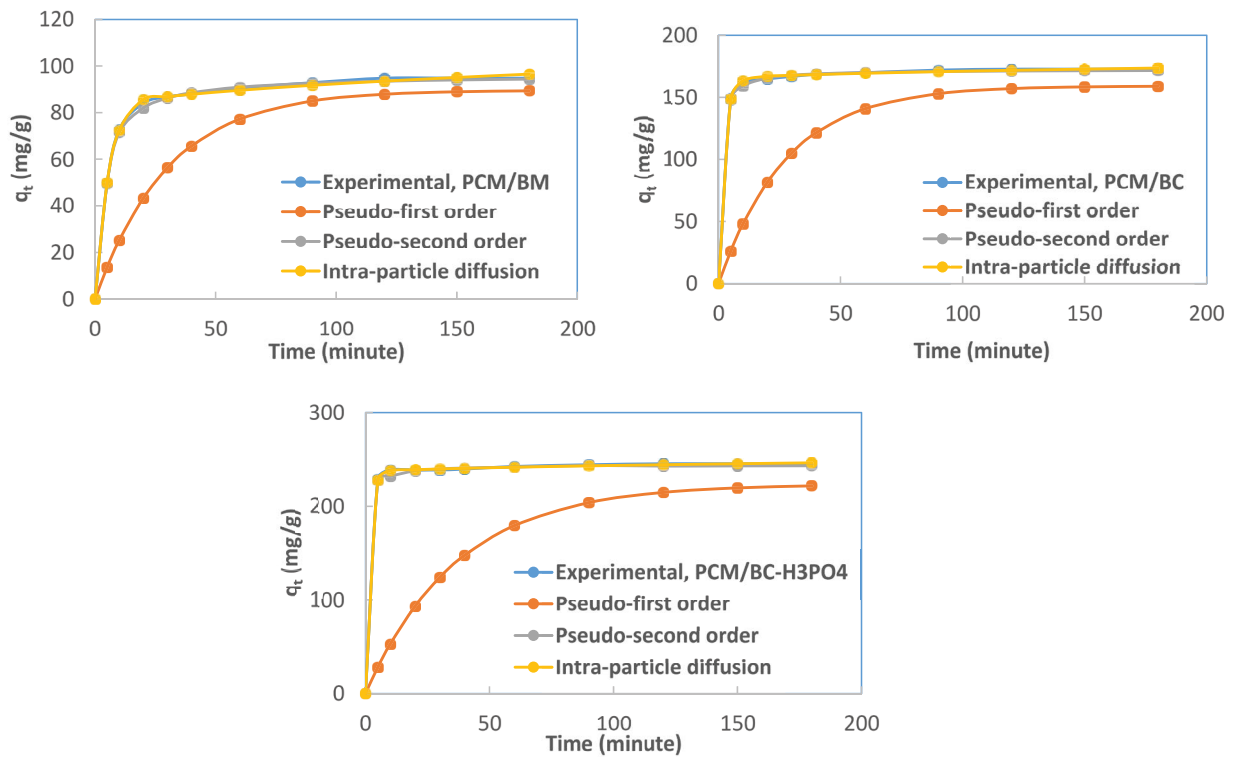 120
100
80
60
40
20
0
qt (mg/g)
Experimental, PCM/BM
Pseudo-first order
Pseudo-second order
Intra-particle diffusion
0 50 100 150 200
Time (minute)
200
150
100
50
0
qt (mg/g)
Experimental, PCM/BC
Pseudo-first order
Pseudo-second order
Intra-particle diffusion
0 50 100 150 200
Time (minute)
300
200
100
0
qt (mg/g)
Experimental, PCM/BC-H3PO4
Pseudo-first order
Pseudo-second order
Intra-particle diffusion
0 50 100 150 200
Time (minute)